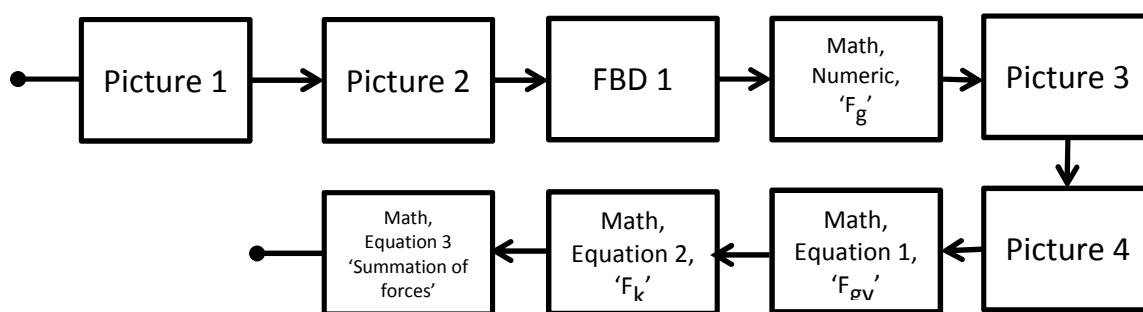 Picture 1
Picture 2
FBD 1
Math,
Numeric,
‘Fg’
Picture 3
Math,
Equation 3
‘Summation of
forces’
Math,
Equation 2,
‘Fk’
Math,
Equation 1,
‘Fgy’
Picture 4